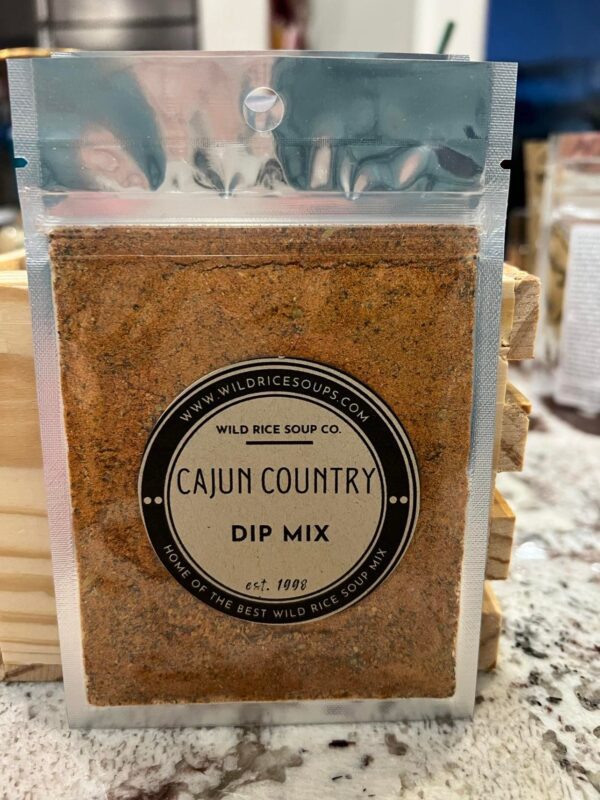 WWW.WILDRICESOUPS.COM
WILD RICE SOUP CO.
CAJUN COUNTRY
DIP MIX
est. 1998
HOME OF THE BEST WILD RICE SOUP MIX